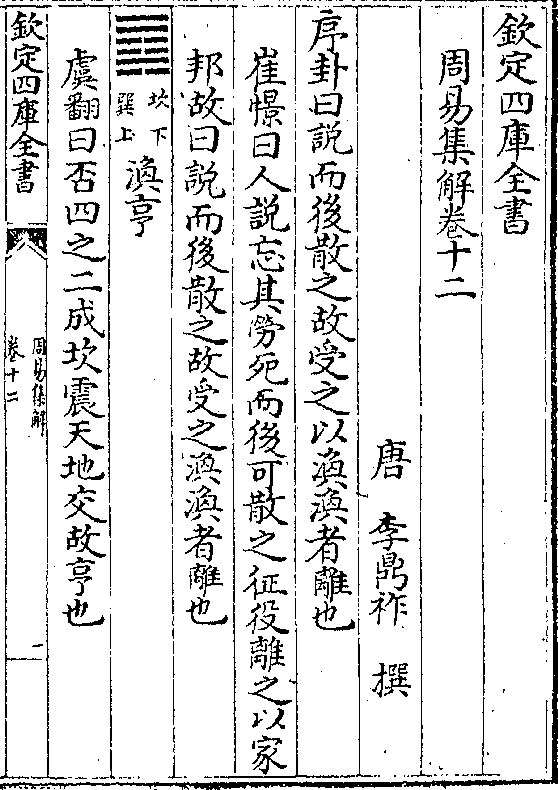 欽定四庫全書
周易集解卷十二
唐 李鼎祚 撰
序卦曰説而後散之故受之以渙渙者離也
崔憬曰人説忘其勞死而後可散之征役離之以家
邦故曰説而後散之故受之渙渙者離也
坎下
巽上
渙亨
虞翻曰否四之二成坎震天地交故亨也
欽定四庫全書
周易集解
卷十二
一